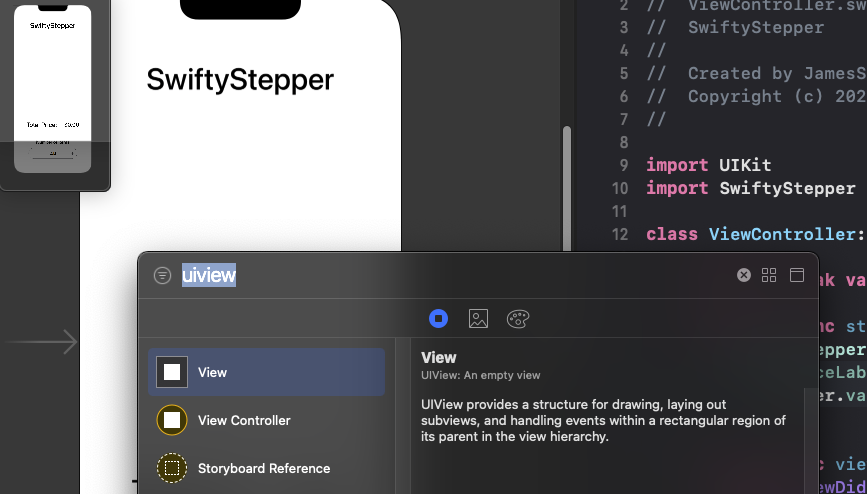 SwiftyStepper
Total Price:
SwiftyStepper
2 // ViewController.sw
3 // SwiftyStepper
4 //
5 // Created by JamesS
6 // Copyright (c) 202
7 //
8
9 import UIKit
10 import SwiftyStepper
11
12 class ViewController:
uiview
ak va
nc st
epper
ceLab
er.va
c vie
ewDid
View
View Controller
Storyboard Reference
View
UIView: An empty view
UIView provides a structure for drawing, laying out
subviews, and handling events within a rectangular region of
its parent in the view hierarchy.